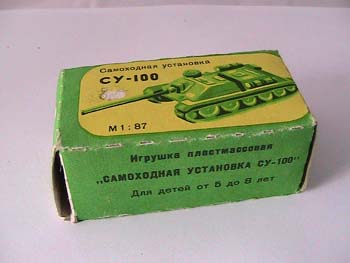 Самоходная установка
СУ-100
М 1:87
Игрушка пластмассовая
„САМОХОДНАЯ УСТАНОВКА СУ-100"
Для детей от 5 до 8 лет